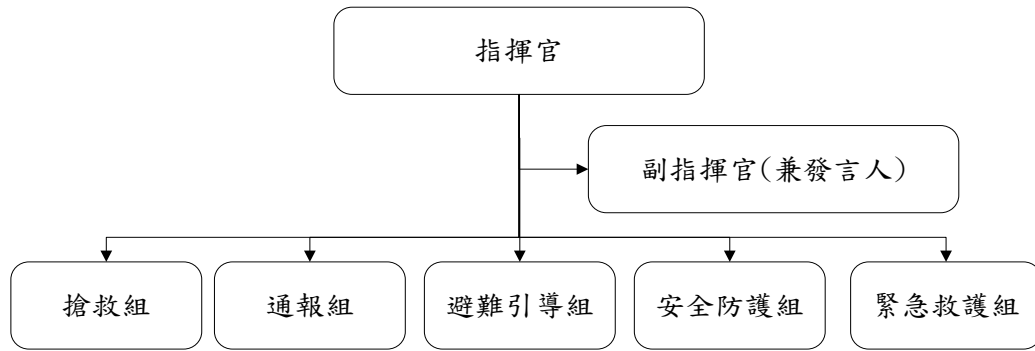 指揮官
副指揮官(兼發言人)
搶救組
通報組
避難引導組
安全防護組
緊急救護組